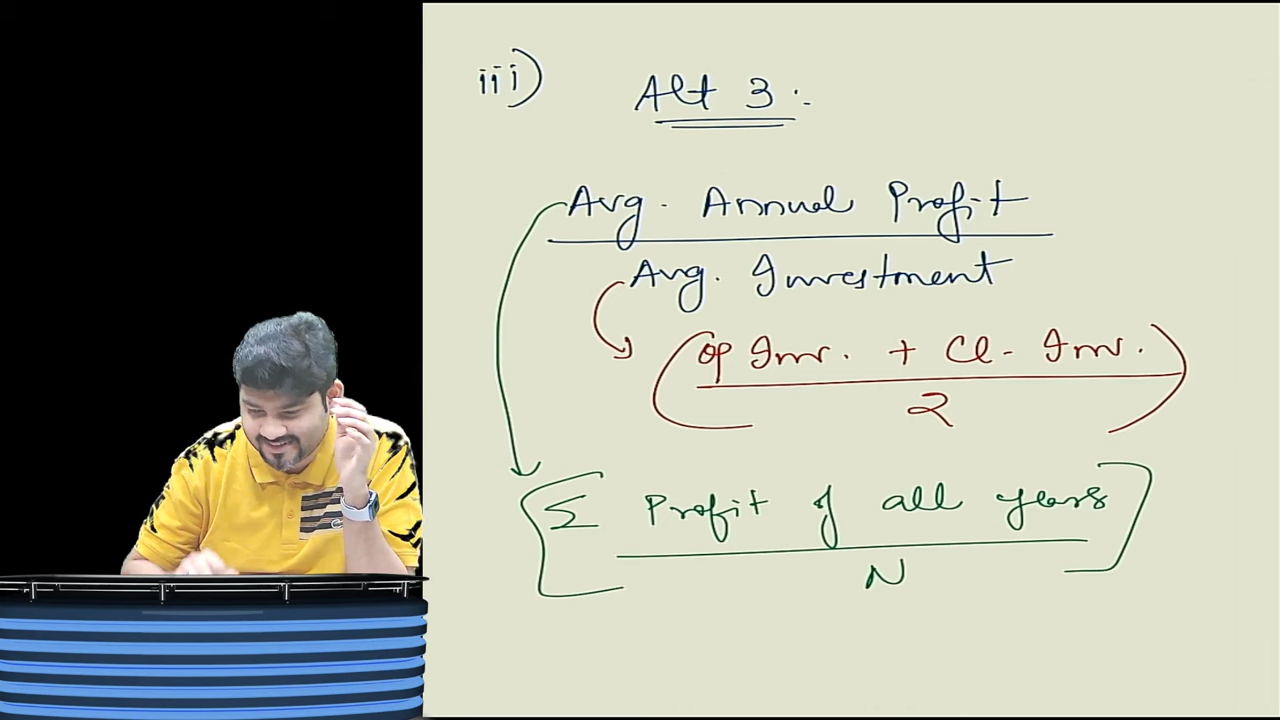 iii) Alt 3 :
Avg. Annual Profit
Avg. Investment
(op Inv. + Cl. Inv.)
2
[Σ Profit of all years]
N